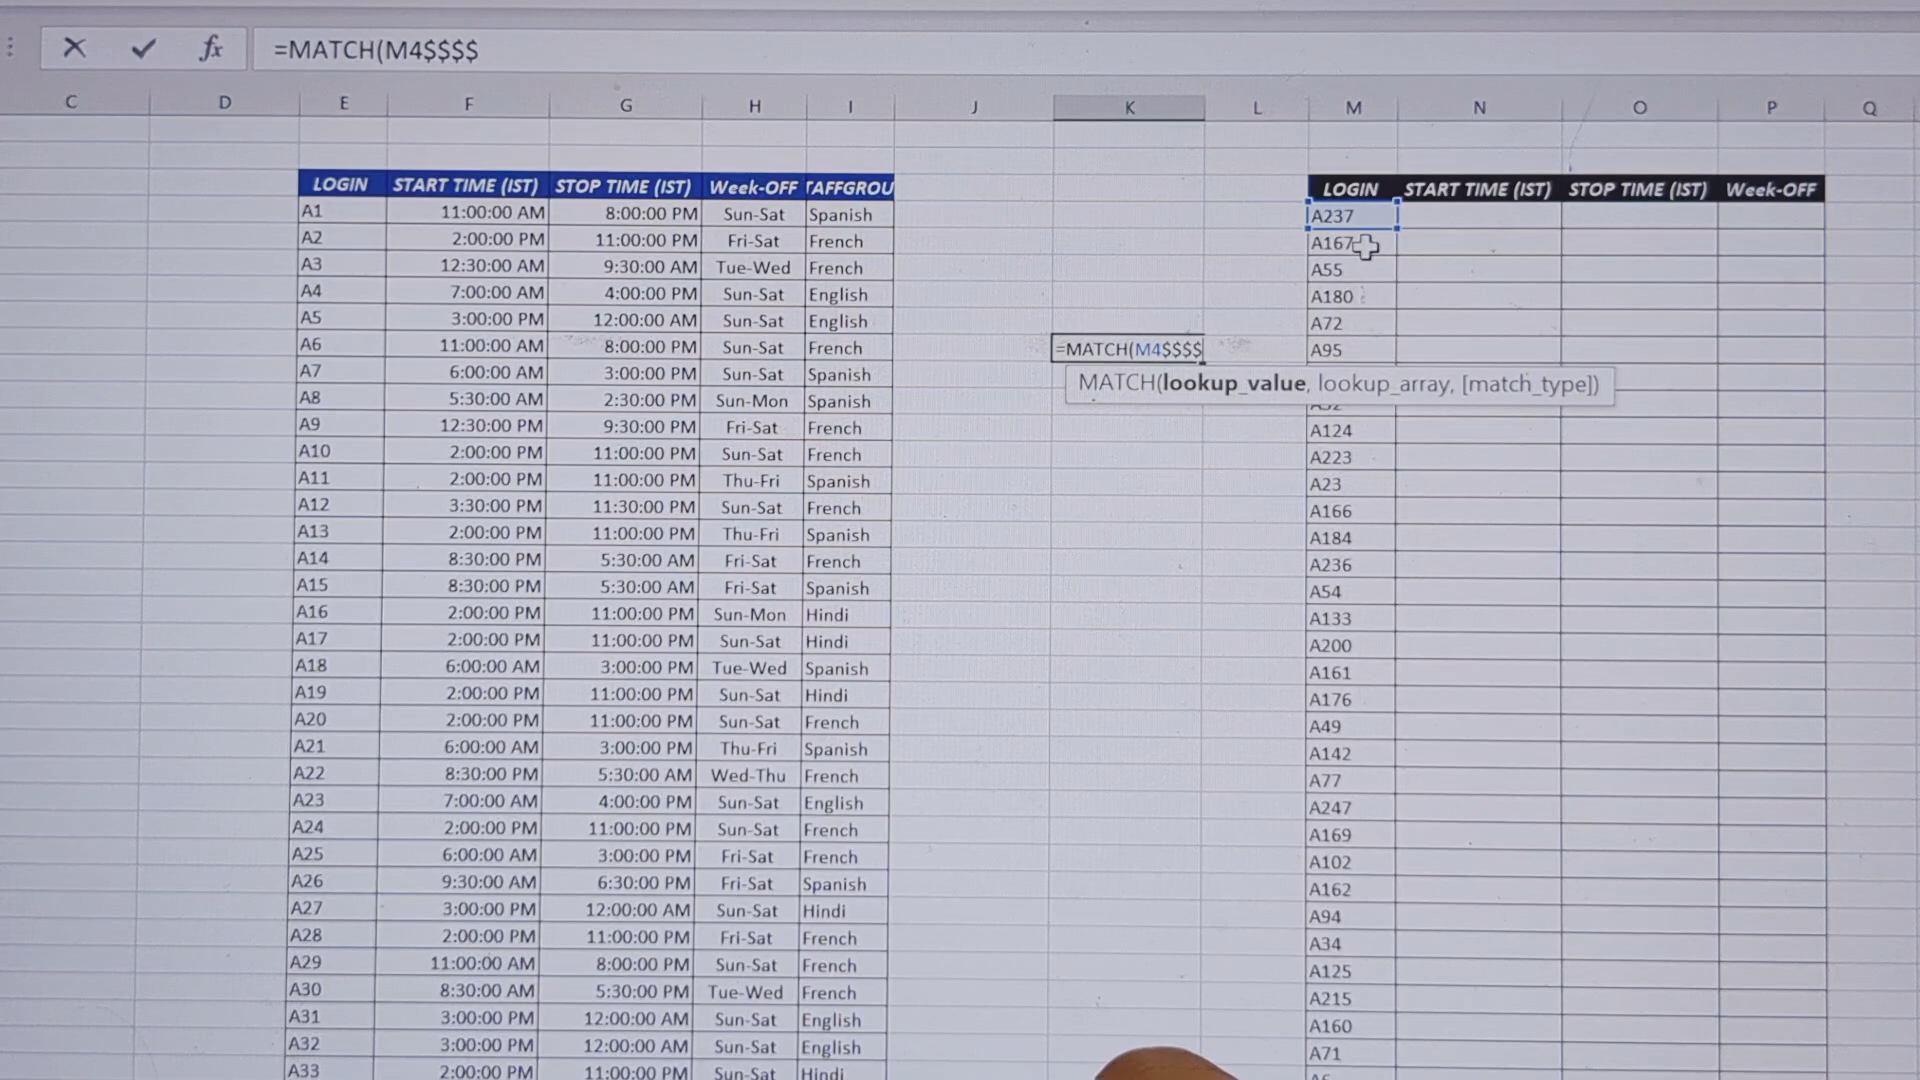 =MATCH(M4$$$$
C D E F G H I J K L M N O P Q
LOGIN START TIME (IST) STOP TIME (IST) Week-OFF TAFFGROU LOGIN START TIME (IST) STOP TIME (IST) Week-OFF
A1 11:00:00 AM 8:00:00 PM Sun-Sat Spanish A237
A2 2:00:00 PM 11:00:00 PM Fri-Sat French A167
A3 12:30:00 AM 9:30:00 AM Tue-Wed French A55
A4 7:00:00 AM 4:00:00 PM Sun-Sat English A180
A5 3:00:00 PM 12:00:00 AM Sun-Sat English A72
A6 11:00:00 AM 8:00:00 PM Sun-Sat French =MATCH(M4$$$$ A95
A7 6:00:00 AM 3:00:00 PM Sun-Sat Spanish MATCH(lookup_value, lookup_array, [match_type])
A8 5:30:00 AM 2:30:00 PM Sun-Mon Spanish
A9 12:30:00 PM 9:30:00 PM Fri-Sat French A124
A10 2:00:00 PM 11:00:00 PM Sun-Sat French A223
A11 2:00:00 PM 11:00:00 PM Thu-Fri Spanish A23
A12 3:30:00 PM 11:30:00 PM Sun-Sat French A166
A13 2:00:00 PM 11:00:00 PM Thu-Fri Spanish A184
A14 8:30:00 PM 5:30:00 AM Fri-Sat French A236
A15 8:30:00 PM 5:30:00 AM Fri-Sat Spanish A54
A16 2:00:00 PM 11:00:00 PM Sun-Mon Hindi A133
A17 2:00:00 PM 11:00:00 PM Sun-Sat Hindi A200
A18 6:00:00 AM 3:00:00 PM Tue-Wed Spanish A161
A19 2:00:00 PM 11:00:00 PM Sun-Sat Hindi A176
A20 2:00:00 PM 11:00:00 PM Sun-Sat French A49
A21 6:00:00 AM 3:00:00 PM Thu-Fri Spanish A142
A22 8:30:00 PM 5:30:00 AM Wed-Thu French A77
A23 7:00:00 AM 4:00:00 PM Sun-Sat English A247
A24 2:00:00 PM 11:00:00 PM Sun-Sat French A169
A25 6:00:00 AM 3:00:00 PM Fri-Sat French A102
A26 9:30:00 AM 6:30:00 PM Fri-Sat Spanish A162
A27 3:00:00 PM 12:00:00 AM Sun-Sat Hindi A94
A28 2:00:00 PM 11:00:00 PM Fri-Sat French A34
A29 11:00:00 AM 8:00:00 PM Sun-Sat French A125
A30 8:30:00 AM 5:30:00 PM Tue-Wed French A215
A31 3:00:00 PM 12:00:00 AM Sun-Sat English A160
A32 3:00:00 PM 12:00:00 AM Sun-Sat English A71
A33 2:00:00 PM 11:00:00 PM Sun-Sat Hindi